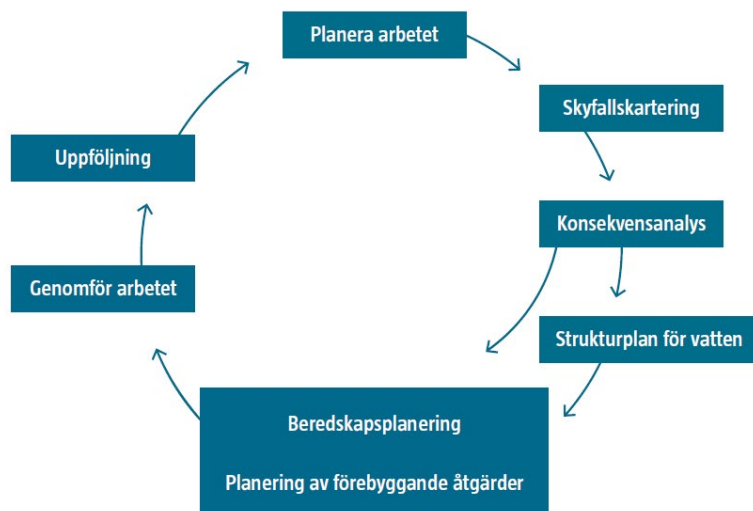 Planera arbetet
Skyfallskartering
Konsekvensanalys
Strukturplan för vatten
Beredskapsplanering
Planering av förebyggande åtgärder
Genomför arbetet
Uppföljning